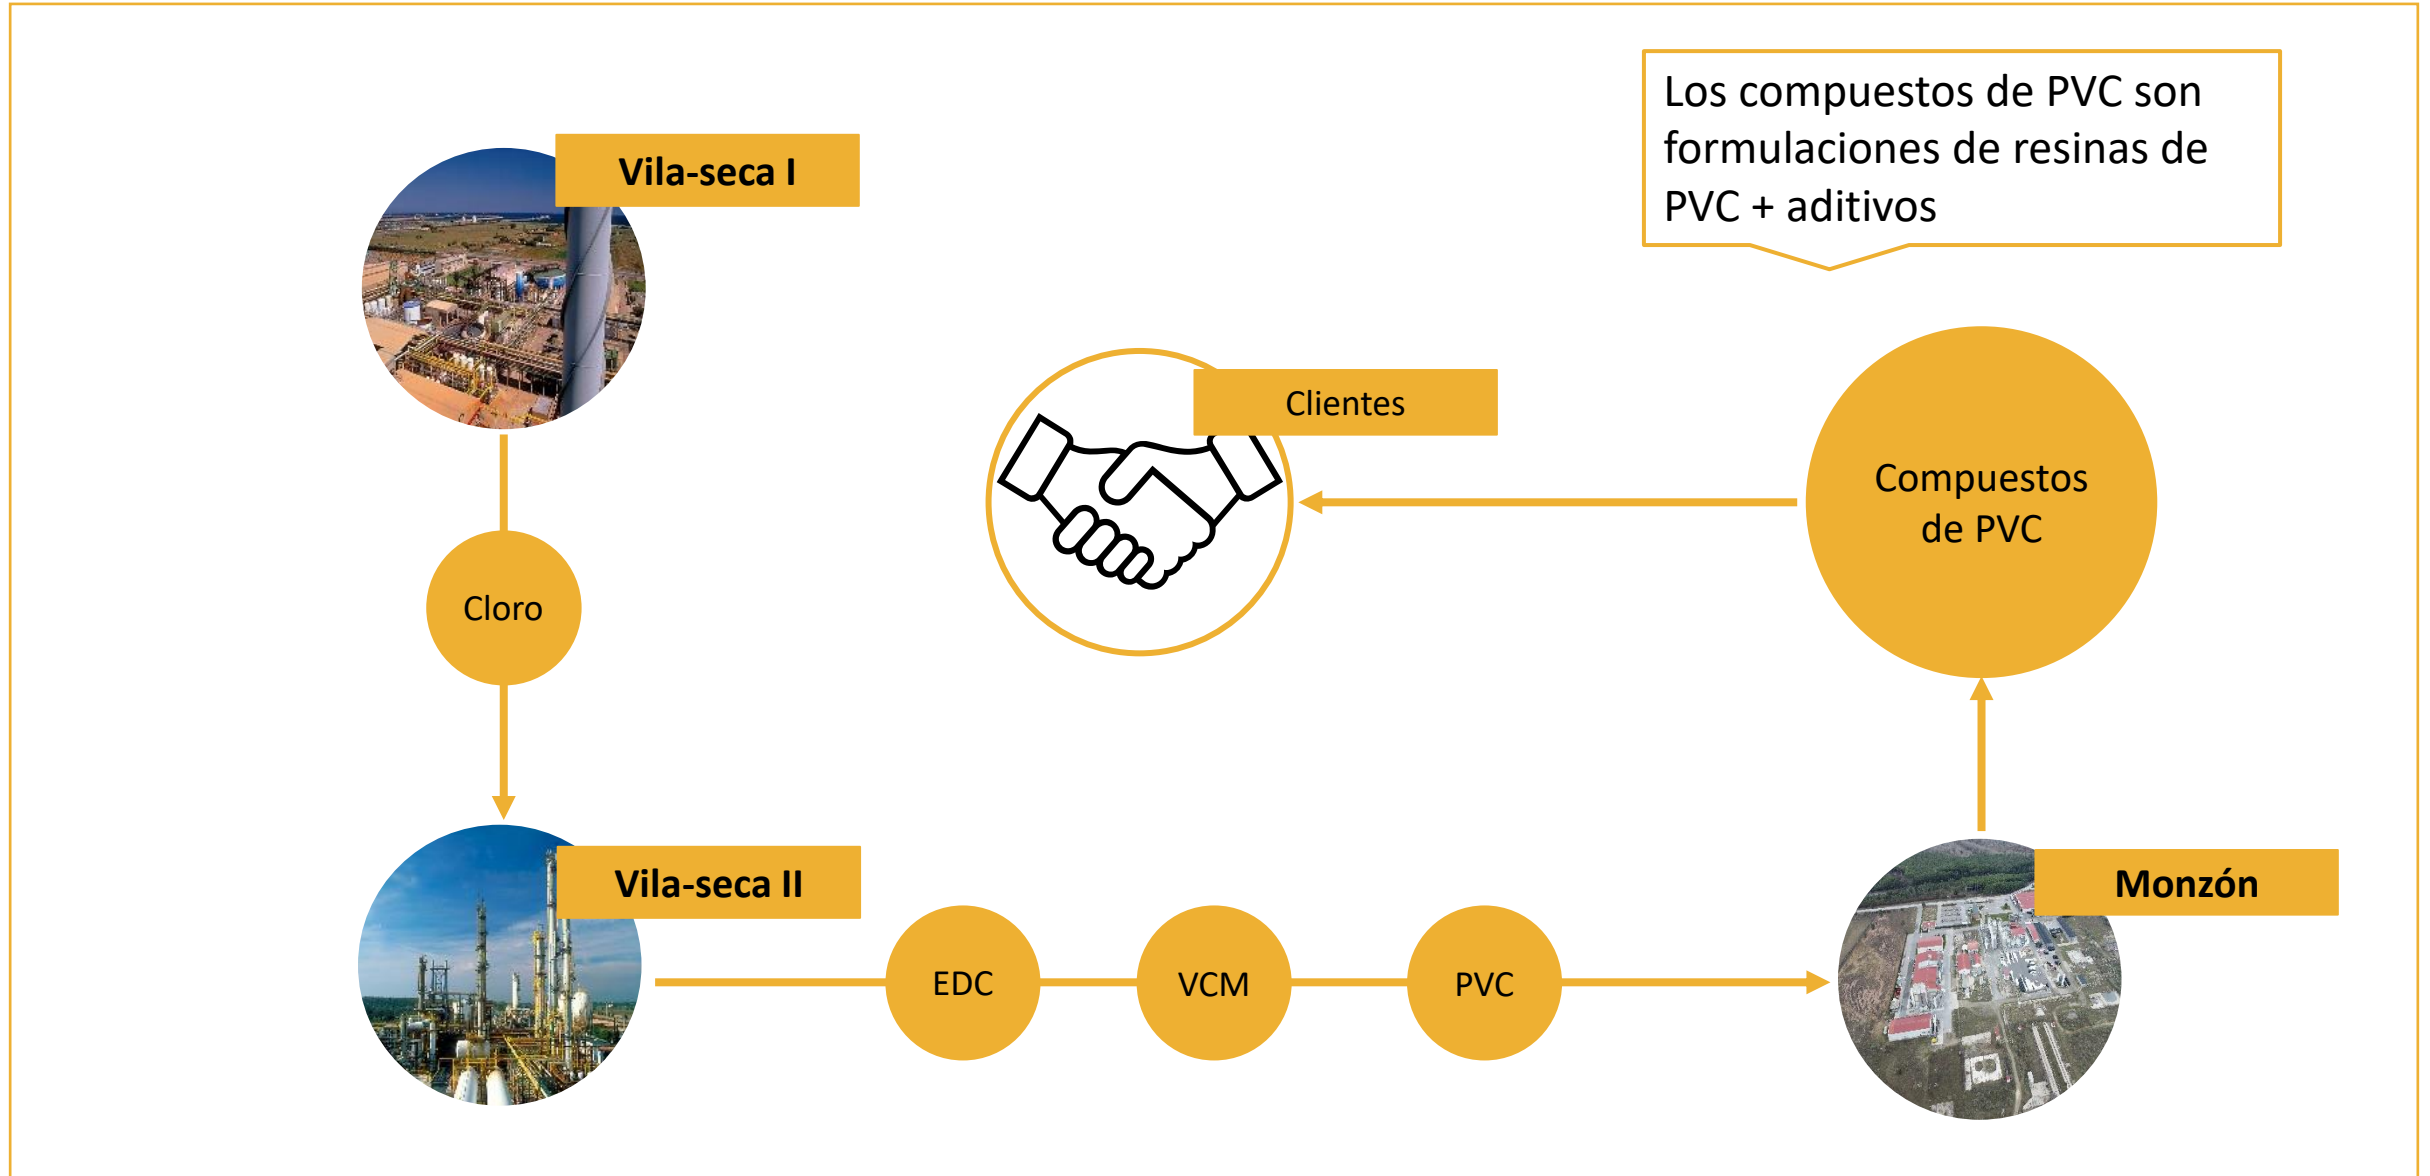 Los compuestos de PVC son
formulaciones de resinas de
PVC + aditivos
Vila-seca I
Clientes
Compuestos
de PVC
Cloro
Vila-seca II
Monzón
EDC
VCM
PVC